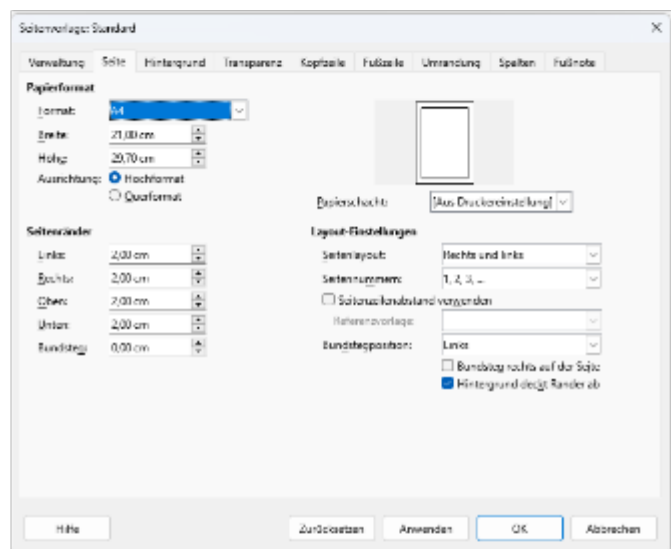 Seitenvorlage: Standard
Verwaltung Seite Hintergrund Transparenz Kopfzeile Fußzeile Umrandung Spalten Fußnote
Papierformat
Format: A4
Breite: 21,00 cm
Höhe: 29,70 cm
Ausrichtung: Hochformat
Querformat
Papierschacht: [Aus Druckereinstellung]
Seitenränder
Links: 2,00 cm
Rechts: 2,00 cm
Oben: 2,00 cm
Unten: 2,00 cm
Bundsteg: 0,00 cm
Layout-Einstellungen
Seitenlayout: Rechts und links
Seitennummern: 1, 2, 3, ...
Seitenzeilenabstand verwenden
Referenzvorlage:
Bundstegposition: Links
Bundsteg rechts auf der Seite
Hintergrund deckt Ränder ab
Hilfe Zurücksetzen Anwenden OK Abbrechen